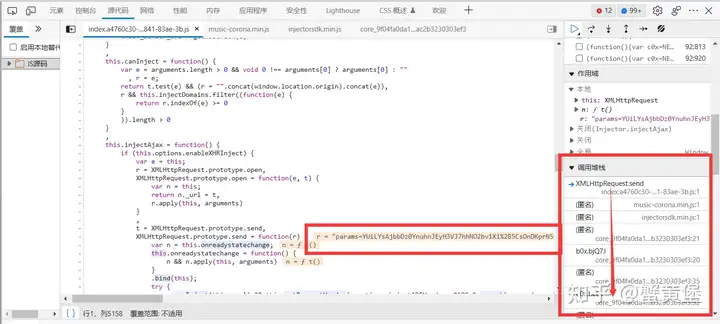 元素 控制台 源代码 网络 性能 内存 应用程序 安全性 Lighthouse CSS 概述 欢迎 12 99+
覆盖
index.a4760c30-...841-83ae-3b.js music-corona.min.js injectorsdk.min.js core_9f04fa0da1...ac2b3230303ef3
启用本地替代
JS源码
}
,
this.canInject = function() {
var e = arguments.length > 0 && void 0 !== arguments[0] ? arguments[0] : ""
, r = e;
return t.test(e) && (r = "".concat(window.location.origin).concat(e)),
r && this.injectDomains.filter((function(e) {
return r.indexOf(e) >= 0
}
)).length > 0
}
,
this.injectAjax = function() {
if (this.options.enableXHRInject) {
var e = this;
r = XMLHttpRequest.prototype.open,
XMLHttpRequest.prototype.open = function(e, t) {
var n = this;
return n._url = t,
r.apply(this, arguments)
}
,
t = XMLHttpRequest.prototype.send,
XMLHttpRequest.prototype.send = function(r) r = "params=YUiLYsAjbbDz0YnuhnJEyH3VJ7hhNO2bviX1%2B5CsOnDKprN5
var n = this.onreadystatechange; n = ƒ ()
this.onreadystatechange = function() {
n && n.apply(this, arguments) n = ƒ t()
}
.bind(this);
try {
{ } 行1，列5158 覆盖范围: 不适用
(function(){var c0x=NE... 92:813
(function(){var c0x=NE... 92:920
作用域
本地
this: XMLHttpRequest
n: ƒ t()
r: "params=YUiLYsAjbbDz0YnuhnJEyH3
关闭 (Injector.injectAjax)
全局 Window
调用堆栈
XMLHttpRequest.send
index.a4760c30-...1-83ae-3b.js:1
(匿名) music-corona.min.js:1
(匿名) injectorsdk.min.js:1
(匿名)
core_9f04fa0da1...b3230303ef3:21
b0x.bjQ7J
core_9f04fa0da1...b3230303ef3:20
(匿名)
core_9f04fa0da1...b3230303ef3:35
(匿名)
知乎 @蟹黄堡